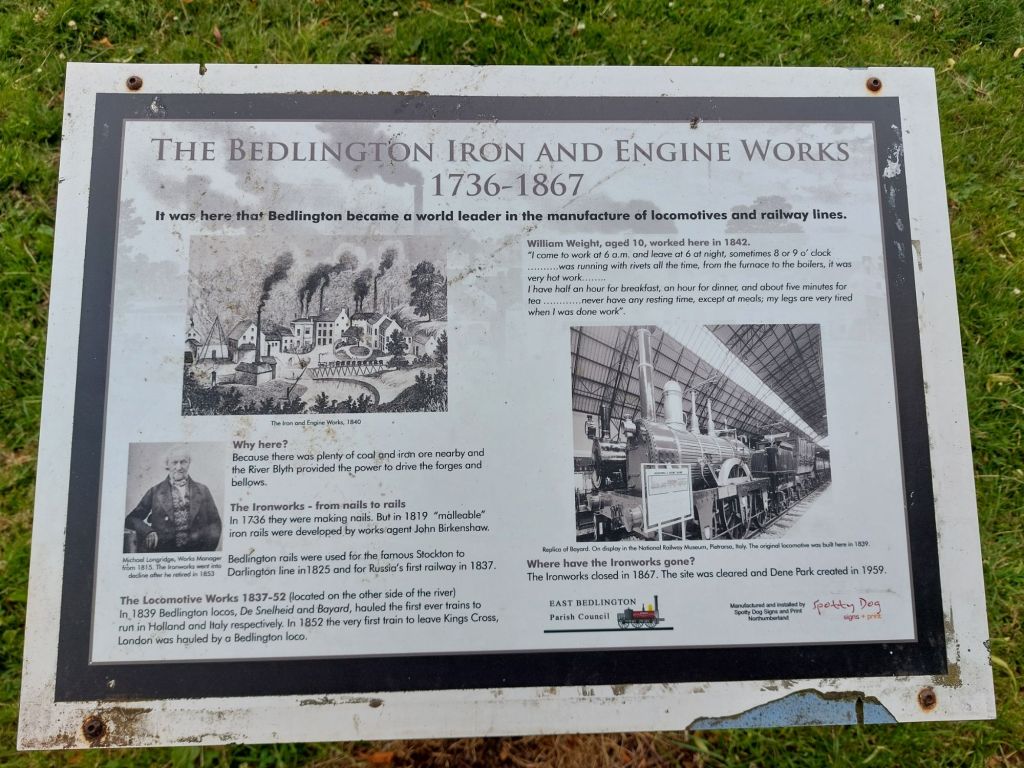 THE BEDLINGTON IRON AND ENGINE WORKS
1736-1867
It was here that Bedlington became a world leader in the manufacture of locomotives and railway lines.
The Iron and Engine Works, 1840
Why here?
Because there was plenty of coal and iron ore nearby and
the River Blyth provided the power to drive the forges and
bellows.
The Ironworks - from nails to rails
In 1736 they were making nails. But in 1819 "malleable"
iron rails were developed by works agent John Birkenshaw.
Bedlington rails were used for the famous Stockton to
Darlington line in1825 and for Russia's first railway in 1837.
Michael Longridge, Works Manager
from 1815. The Ironworks went into
decline after he retired in 1853
The Locomotive Works 1837-52 (located on the other side of the river)
In 1839 Bedlington locos, De Snelheid and Bayard, hauled the first ever trains to
run in Holland and Italy respectively. In 1852 the very first train to leave Kings Cross,
London was hauled by a Bedlington loco.
William Weight, aged 10, worked here in 1842.
"I come to work at 6 a.m. and leave at 6 at night, sometimes 8 or 9 o' clock
..........was running with rivets all the time, from the furnace to the boilers, it was
very hot work........
I have half an hour for breakfast, an hour for dinner, and about five minutes for
tea ............never have any resting time, except at meals; my legs are very tired
when I was done work".
Replica of Bayard. On display in the National Railway Museum, Pietrarsa, Italy. The original locomotive was built here in 1839.
Where have the Ironworks gone?
The Ironworks closed in 1867. The site was cleared and Dene Park created in 1959.
EAST BEDLINGTON
Parish Council
Manufactured and installed by
Spotty Dog Signs and Print
Northumberland
Spotty Dog
signs + print